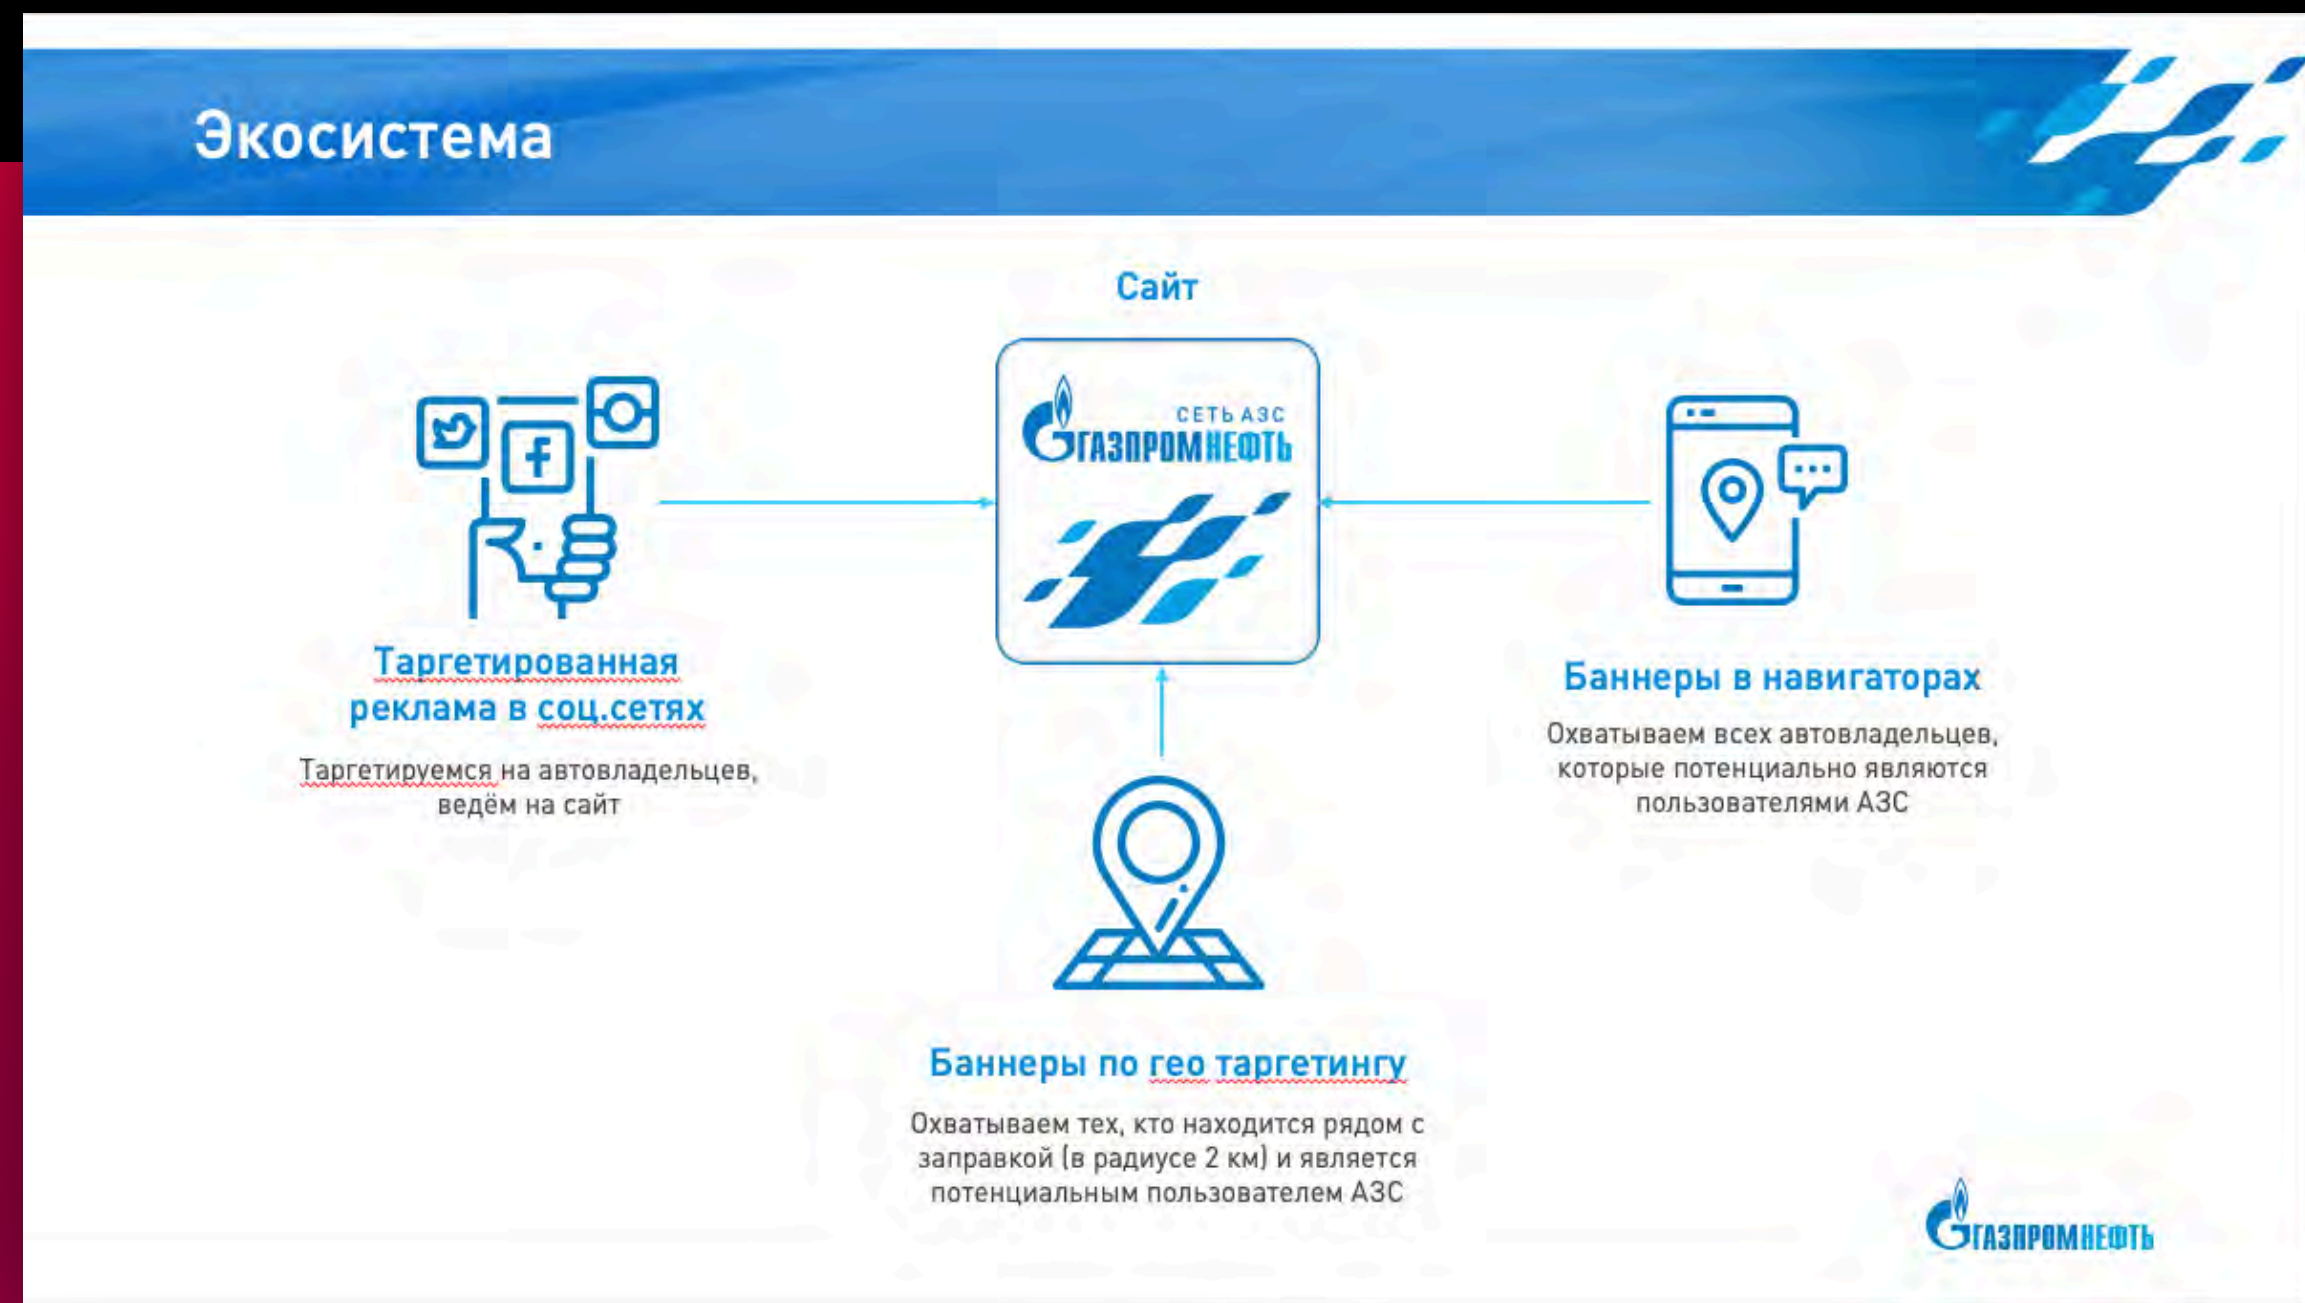 Экосистема
Сайт
СЕТЬ АЗС
ГАЗПРОМНЕФТЬ
Таргетированная
реклама в соц.сетях
Таргетируемся на автовладельцев,
ведём на сайт
Баннеры в навигаторах
Охватываем всех автовладельцев,
которые потенциально являются
пользователями АЗС
Баннеры по гео таргетингу
Охватываем тех, кто находится рядом с
заправкой (в радиусе 2 км) и является
потенциальным пользователем АЗС
ГАЗПРОМНЕФТЬ